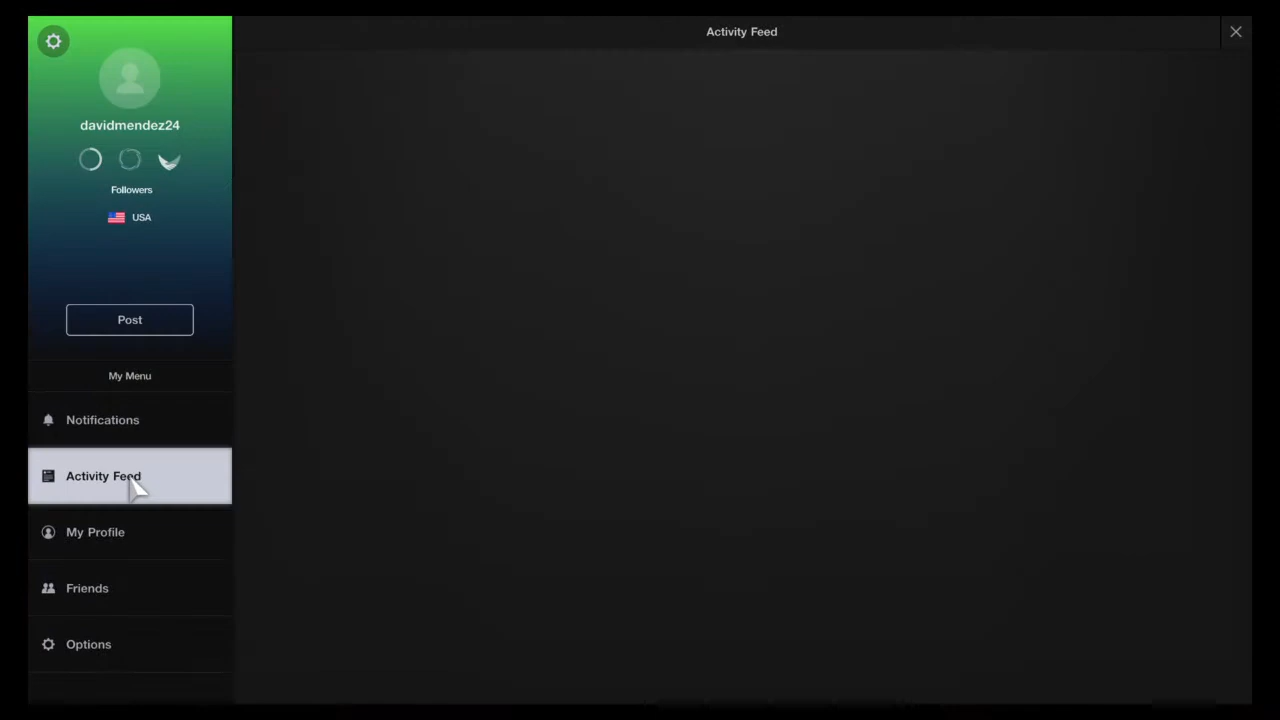 Activity Feed
davidmendez24
Followers
USA
Post
My Menu
Notifications
Activity Feed
My Profile
Friends
Options